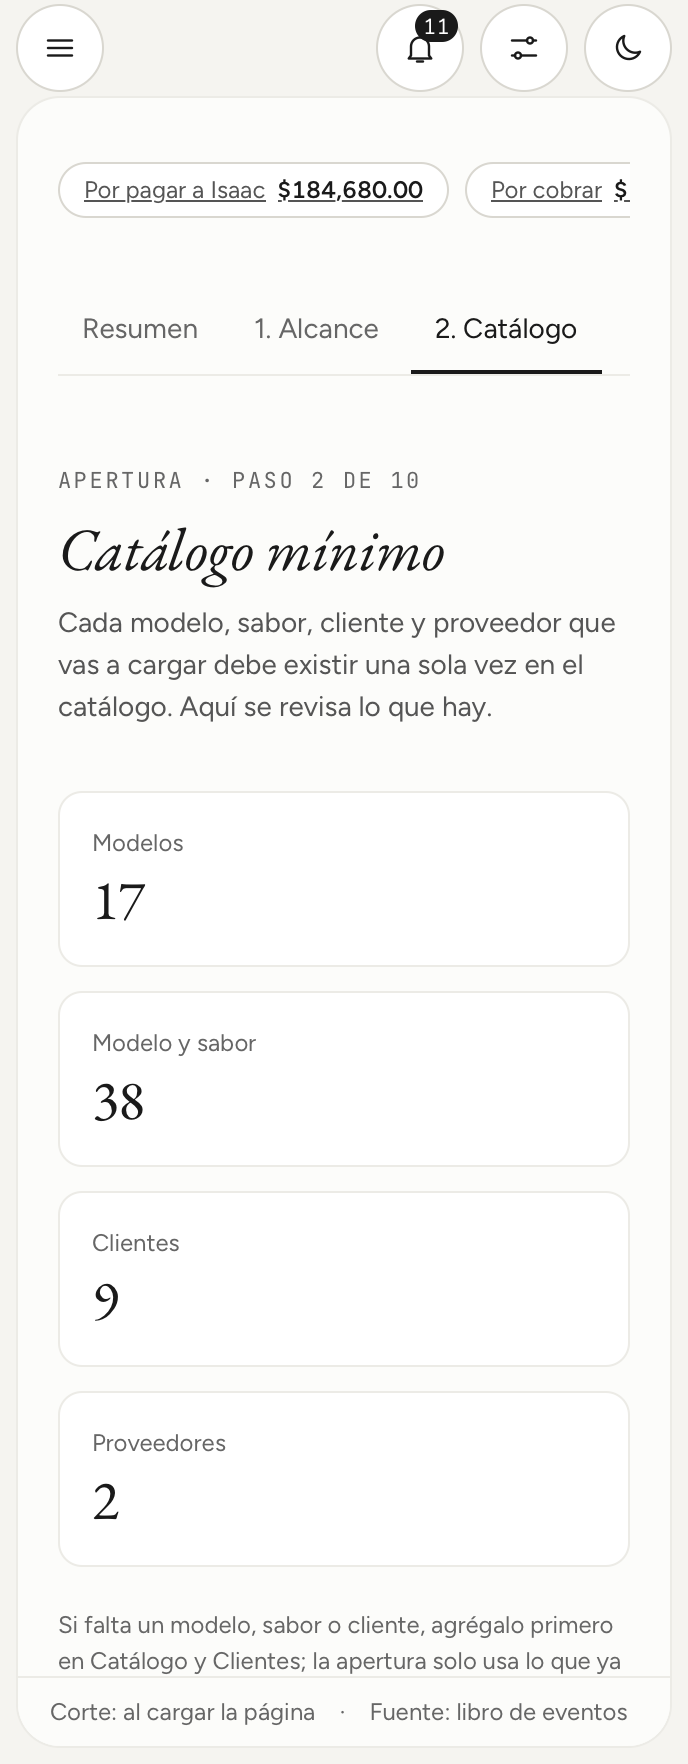 11
Por pagar a Isaac $184,680.00 Por cobrar $
Resumen 1. Alcance 2. Catálogo
APERTURA · PASO 2 DE 10
Catálogo mínimo
Cada modelo, sabor, cliente y proveedor que
vas a cargar debe existir una sola vez en el
catálogo. Aquí se revisa lo que hay.
Modelos
17
Modelo y sabor
38
Clientes
9
Proveedores
2
Si falta un modelo, sabor o cliente, agrégalo primero
en Catálogo y Clientes; la apertura solo usa lo que ya
Corte: al cargar la página · Fuente: libro de eventos